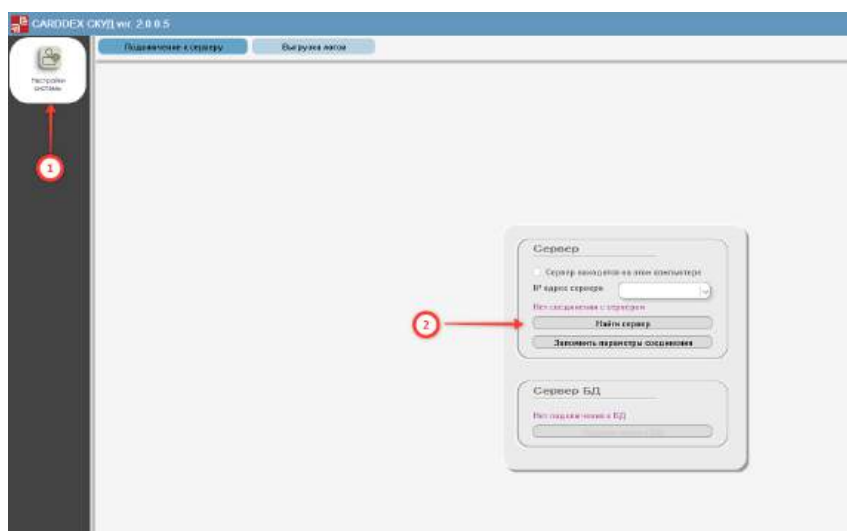 CARDDEX СКУД ver. 2.0.0.5
Подключение к серверу
Выгрузка логов
Настройки
системы
1
Сервер
Сервер находится на этом компьютере
IP адрес сервера
Нет соединения с сервером
2
Найти сервер
Запомнить параметры соединения
Сервер БД
Нет подключения к БД